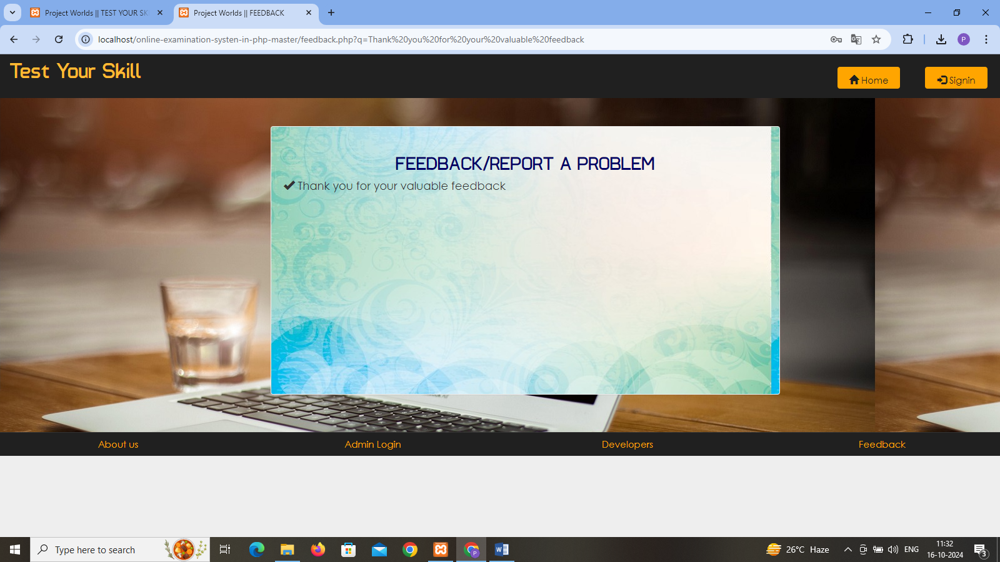 Project Worlds || TEST YOUR SK
Project Worlds || FEEDBACK
localhost/online-examination-systen-in-php-master/feedback.php?q=Thank%20you%20for%20your%20valuable%20feedback
P
Test Your Skill
Home
Signin
FEEDBACK/REPORT A PROBLEM
Thank you for your valuable feedback
About us
Admin Login
Developers
Feedback
Type here to search
P
W
26°C Haze
ENG
11:32
16-10-2024
3